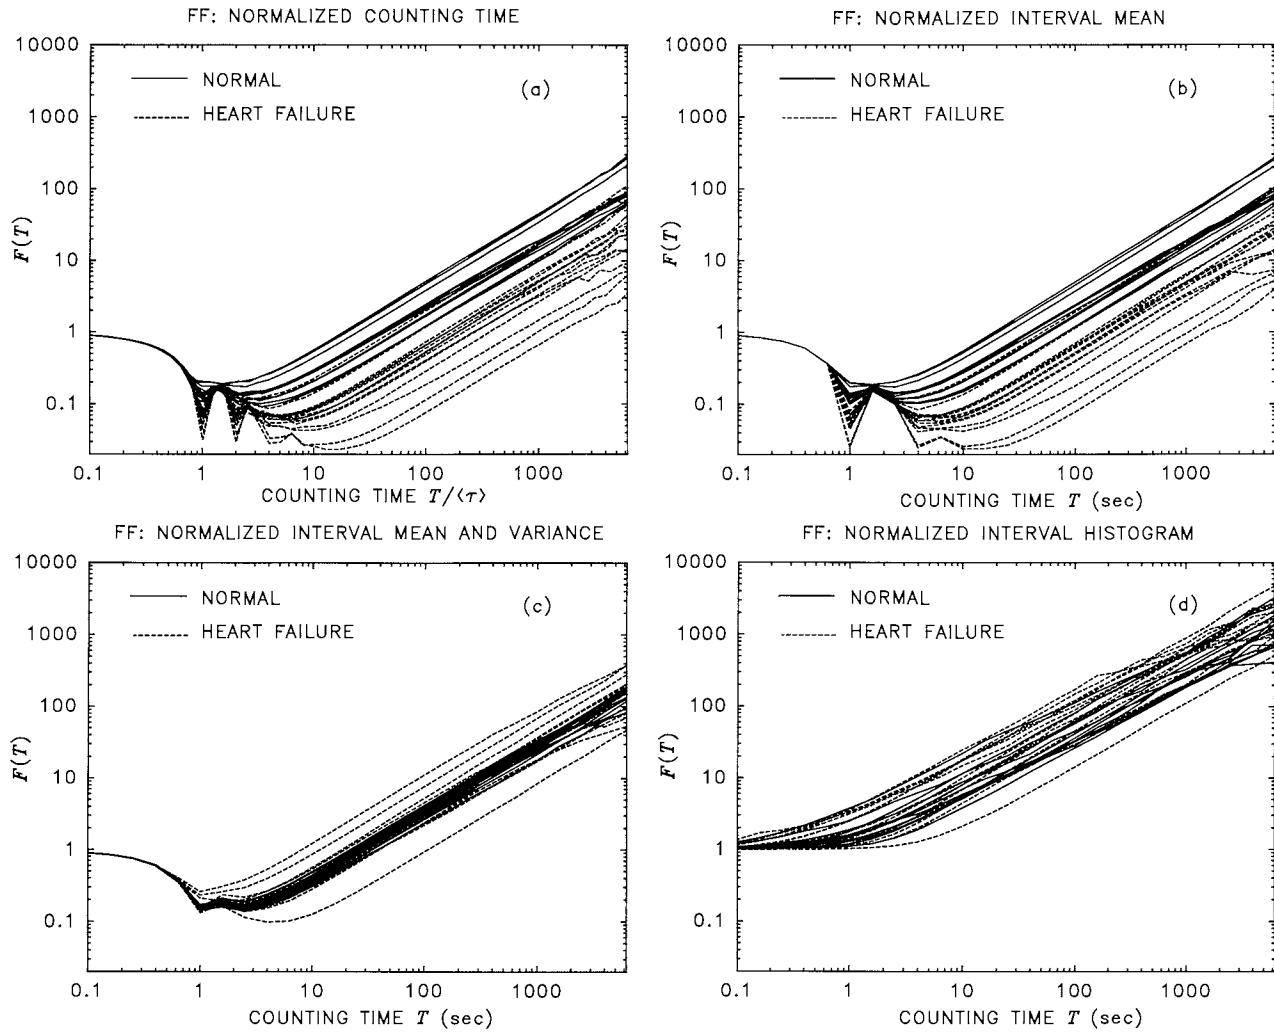 FF: NORMALIZED COUNTING TIME
10000
1000
100
10
1
0.1
F(T)
NORMAL
HEART FAILURE
(a)
0.1 1 10 100 1000
COUNTING TIME T/⟨τ⟩
FF: NORMALIZED INTERVAL MEAN
10000
1000
100
10
1
0.1
F(T)
NORMAL
HEART FAILURE
(b)
0.1 1 10 100 1000
COUNTING TIME T (sec)
FF: NORMALIZED INTERVAL MEAN AND VARIANCE
10000
1000
100
10
1
0.1
F(T)
NORMAL
HEART FAILURE
(c)
0.1 1 10 100 1000
COUNTING TIME T (sec)
FF: NORMALIZED INTERVAL HISTOGRAM
10000
1000
100
10
1
0.1
F(T)
NORMAL
HEART FAILURE
(d)
0.1 1 10 100 1000
COUNTING TIME T (sec)